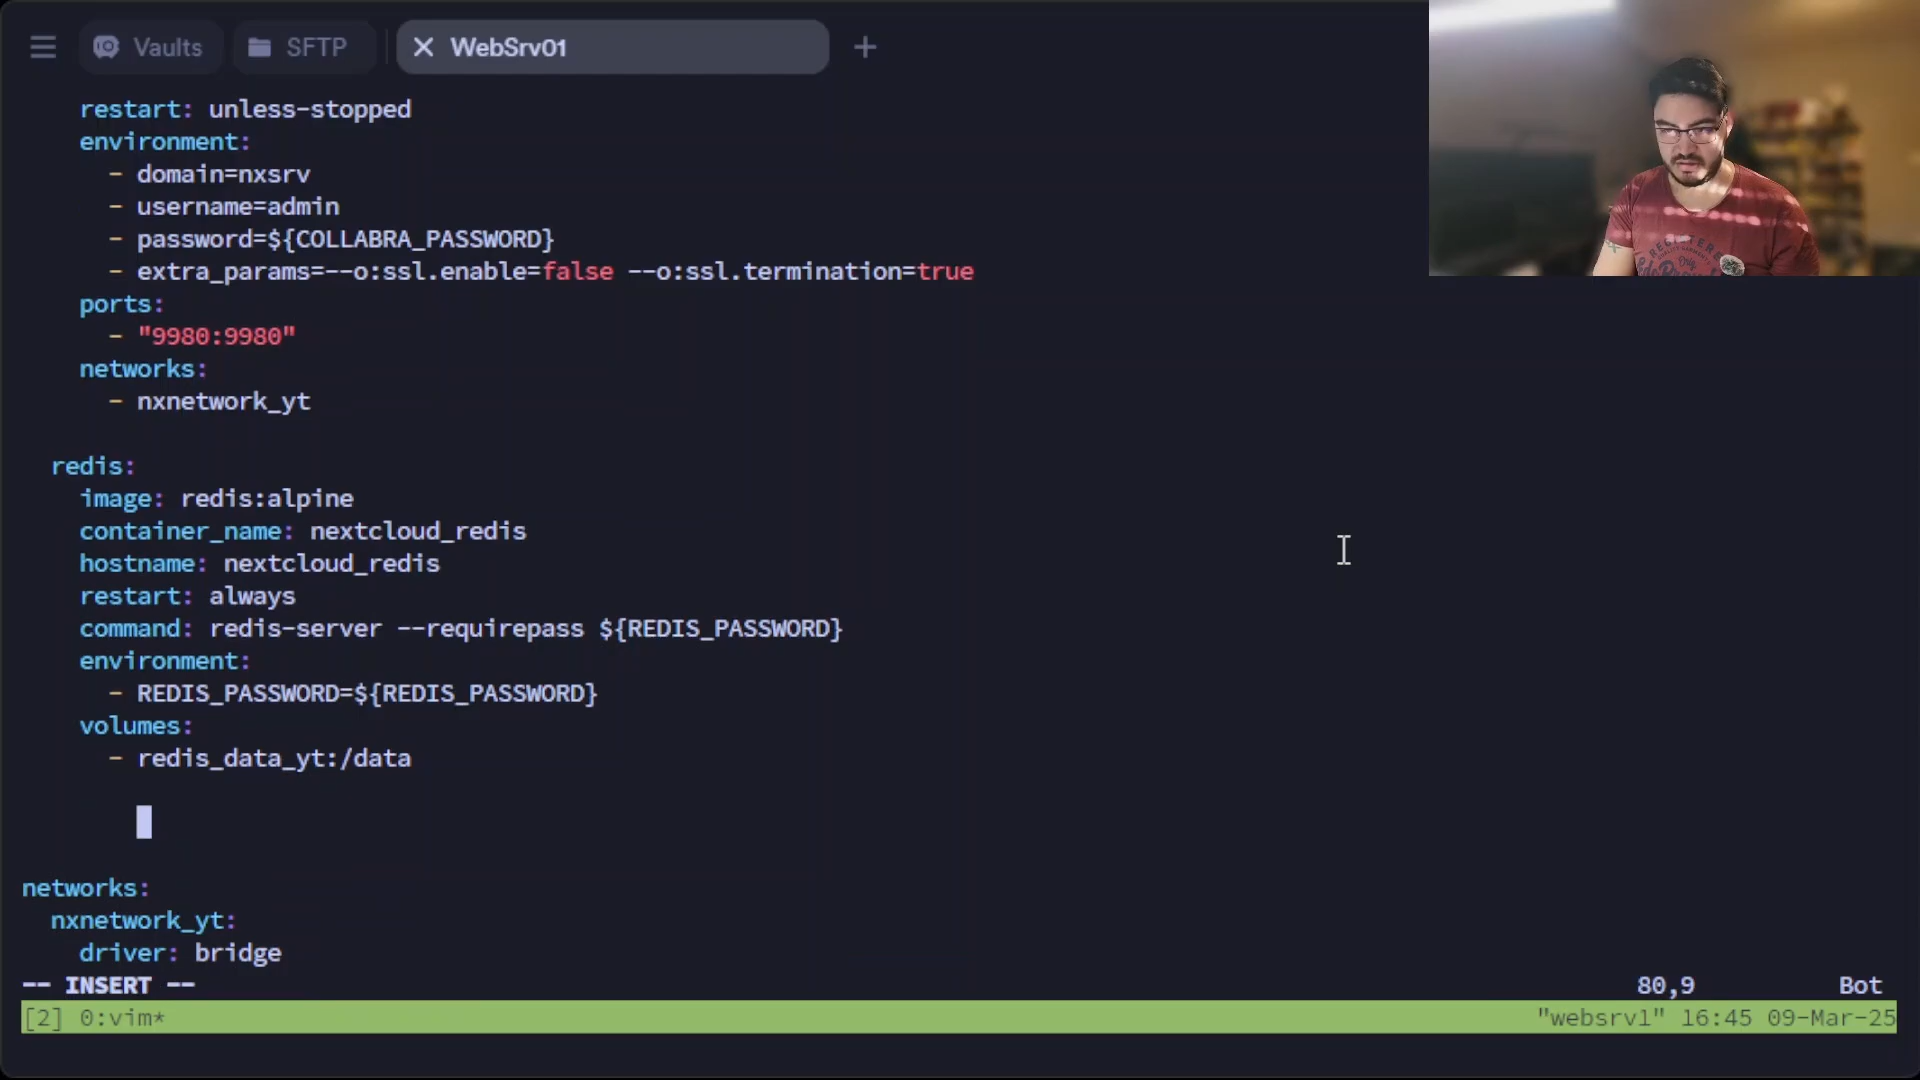 Vaults
SFTP
WebSrv01
restart: unless-stopped
environment:
- domain=nxsrv
- username=admin
- password=${COLLABRA_PASSWORD}
- extra_params=--o:ssl.enable=false --o:ssl.termination=true
ports:
- "9980:9980"
networks:
- nxnetwork_yt
redis:
image: redis:alpine
container_name: nextcloud_redis
hostname: nextcloud_redis
restart: always
command: redis-server --requirepass ${REDIS_PASSWORD}
environment:
- REDIS_PASSWORD=${REDIS_PASSWORD}
volumes:
- redis_data_yt:/data
networks:
nxnetwork_yt:
driver: bridge
-- INSERT -- 80,9 Bot
[2] 0:vim* "websrv1" 16:45 09-Mar-25